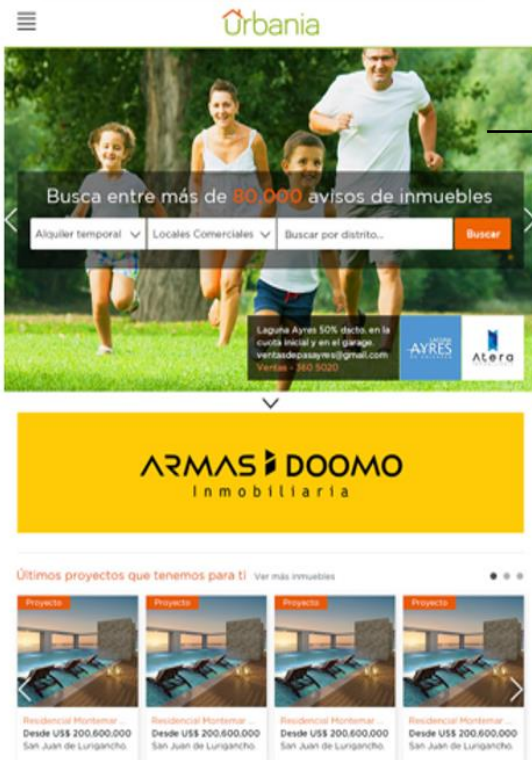 urbania
Busca entre más de 80,000 avisos de inmuebles
Alquiler temporal Locales Comerciales Buscar por distrito... Buscar
Laguna Ayres 50% dscto. en la
cuota inicial y en el garage.
ventasdepasayres@gmail.com
Ventas - 360 5020
LAGUNA
AYRES
Atera
ARMAS DOOMO
Inmobiliaria
Últimos proyectos que tenemos para ti Ver más inmuebles
Proyecto Proyecto Proyecto Proyecto
Residencial Montemar ... Residencial Montemar ... Residencial Montemar ... Residencial Montemar ...
Desde US$ 200,600,000 Desde US$ 200,600,000 Desde US$ 200,600,000 Desde US$ 200,600,000
San Juan de Lurigancho. San Juan de Lurigancho. San Juan de Lurigancho. San Juan de Lurigancho.